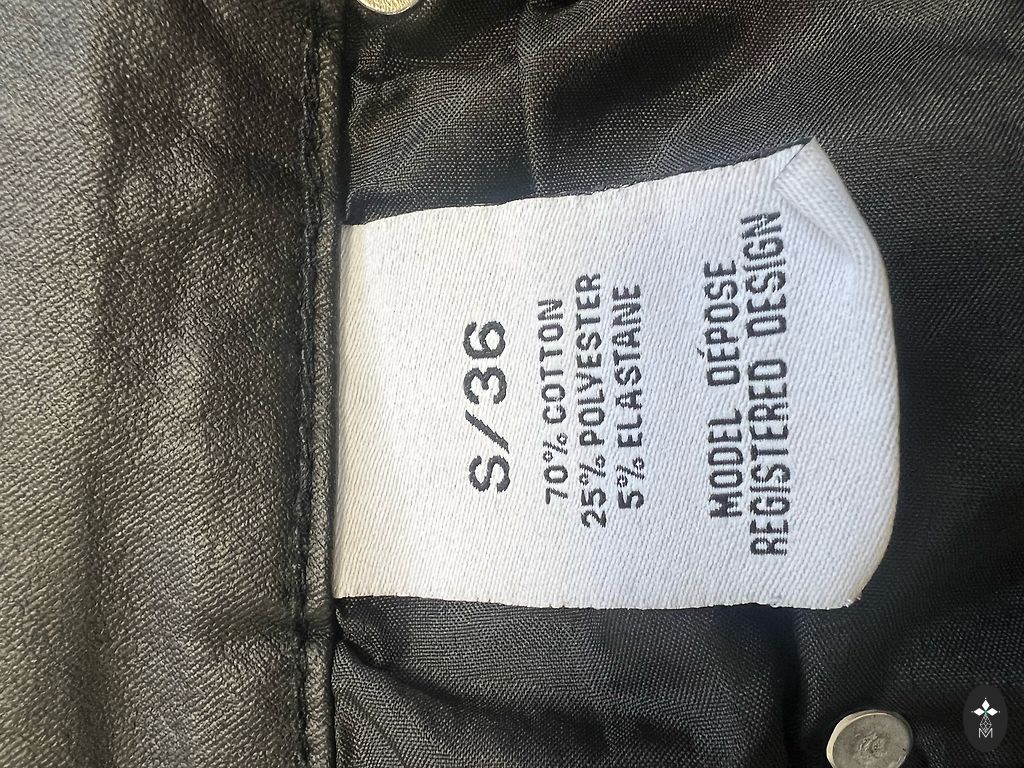 S/36
70% COTTON
25% POLYESTER
5% ELASTANE
MODEL DÉPOSE
REGISTERED DESIGN
M